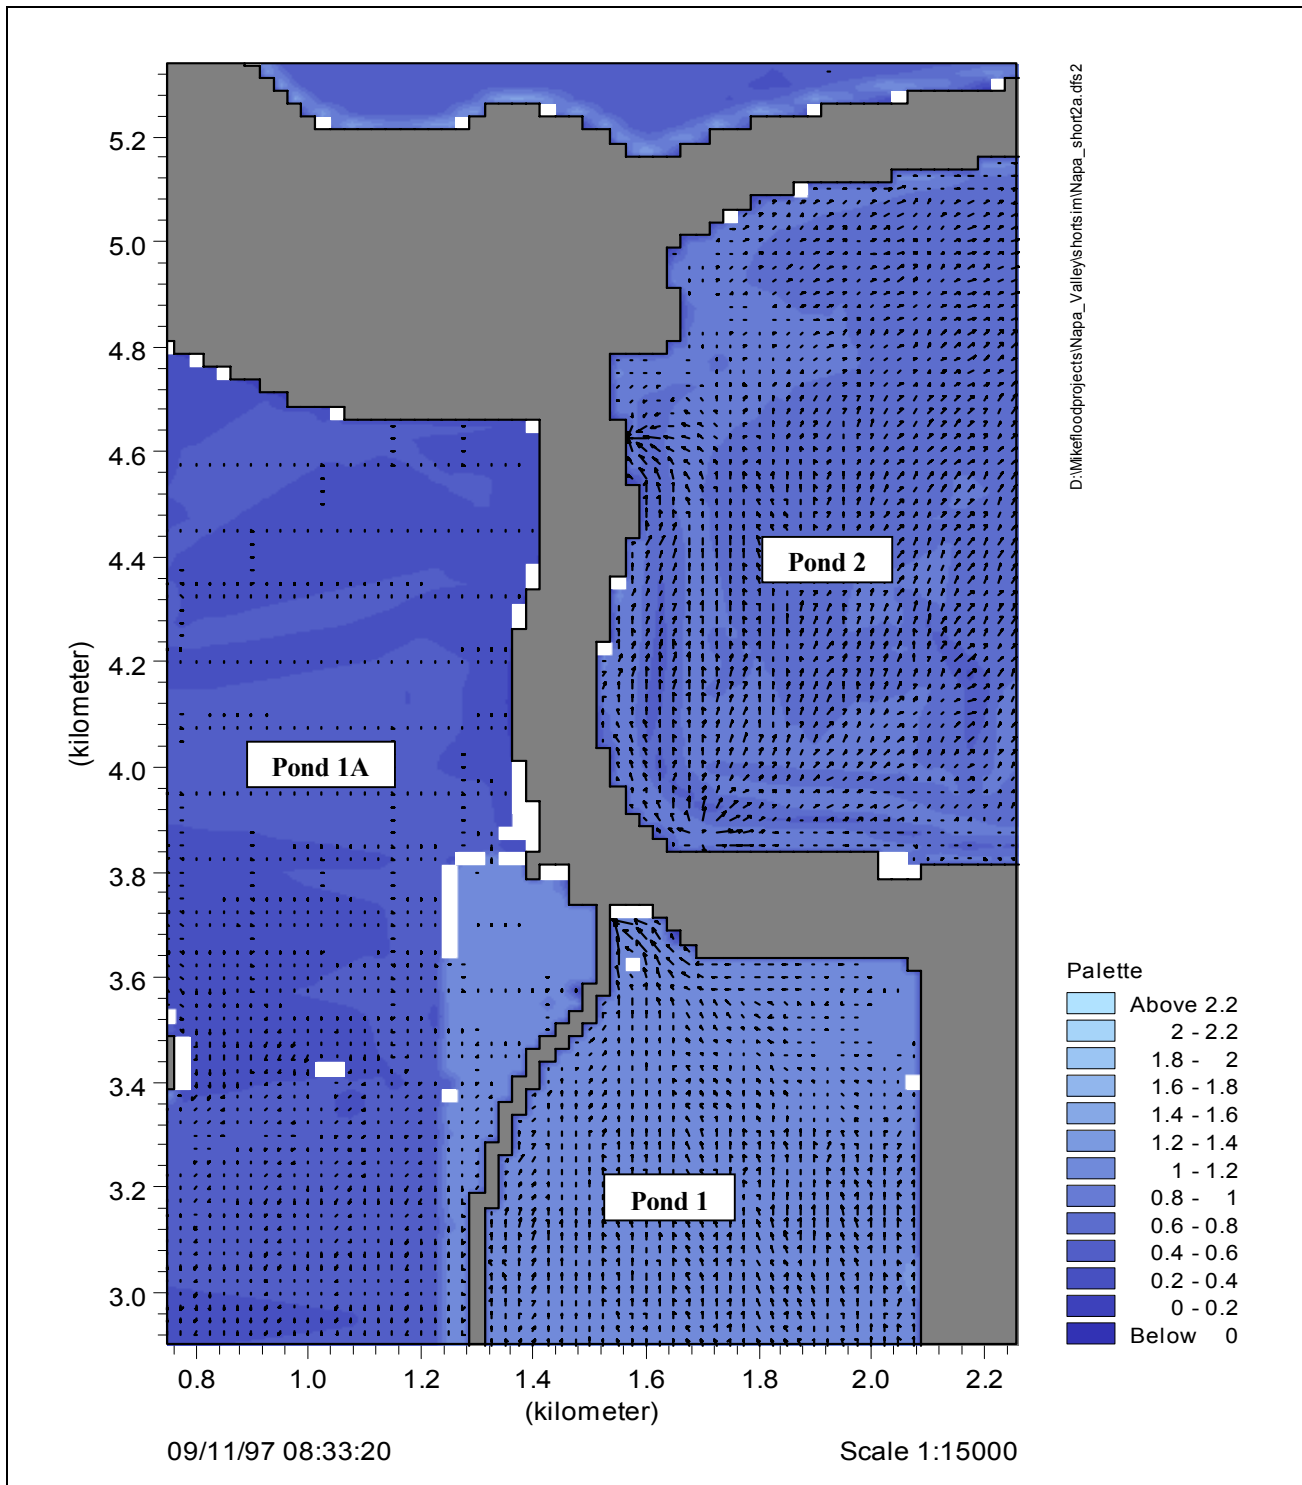 D:\Mikefloodprojects\Napa_Valley\shortsim\Napa_short2a.dfs2
5.2
5.0
4.8
4.6
4.4
4.2
4.0
3.8
3.6
3.4
3.2
3.0
(kilometer)
Pond 2
Pond 1A
Pond 1
0.8 1.0 1.2 1.4 1.6 1.8 2.0 2.2
(kilometer)
Palette
Above 2.2
2 - 2.2
1.8 - 2
1.6 - 1.8
1.4 - 1.6
1.2 - 1.4
1 - 1.2
0.8 - 1
0.6 - 0.8
0.4 - 0.6
0.2 - 0.4
0 - 0.2
Below 0
09/11/97 08:33:20
Scale 1:15000